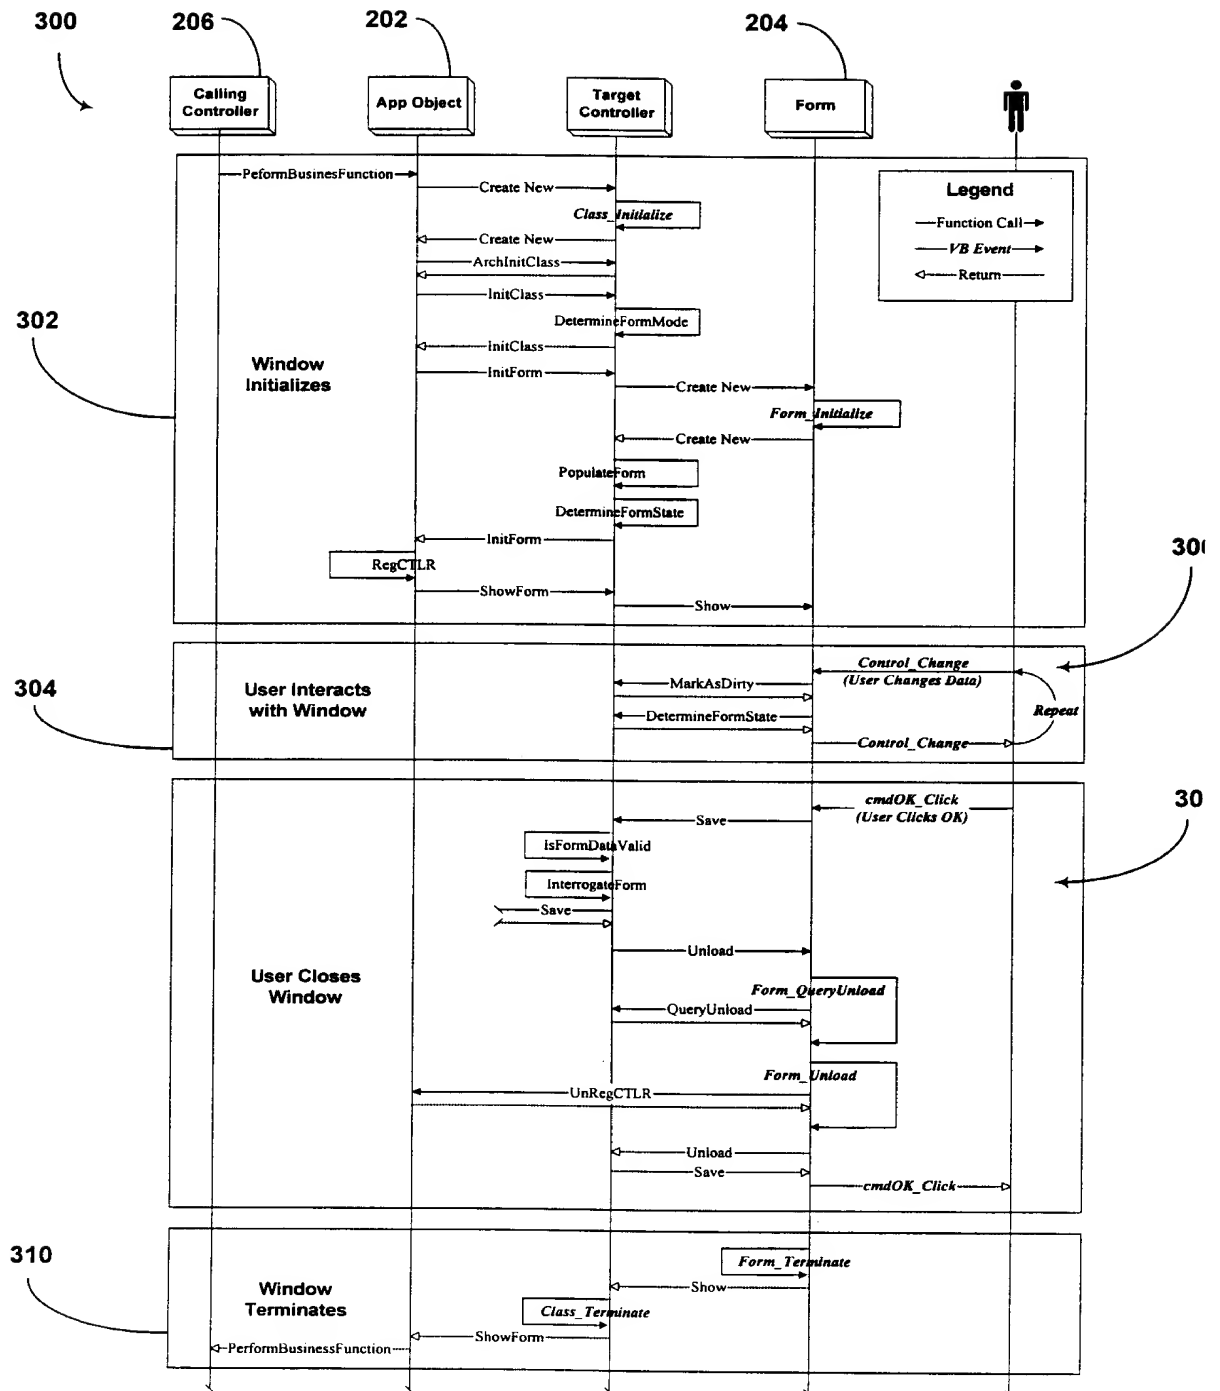 300
206
202
204
Calling
Controller
App Object
Target
Controller
Form
PeformBusinesFunction
Create New
Legend
Function Call
VB Event
Return
Class_Initialize
Create New
ArchInitClass
InitClass
302
DetermineFormMode
InitClass
Window
Initializes
InitForm
Create New
Form_Initialize
Create New
PopulateForm
DetermineFormState
InitForm
RegCTLR
ShowForm
Show
304
User Interacts
with Window
Control_Change
(User Changes Data)
MarkAsDirty
Repeat
DetermineFormState
Control_Change
cmdOK_Click
(User Clicks OK)
Save
IsFormDataValid
InterrogateForm
Save
Unload
User Closes
Window
Form_QueryUnload
QueryUnload
Form_Unload
UnRegCTLR
Unload
Save
cmdOK_Click
310
Window
Terminates
Form_Terminate
Show
Class_Terminate
ShowForm
PerformBusinessFunction